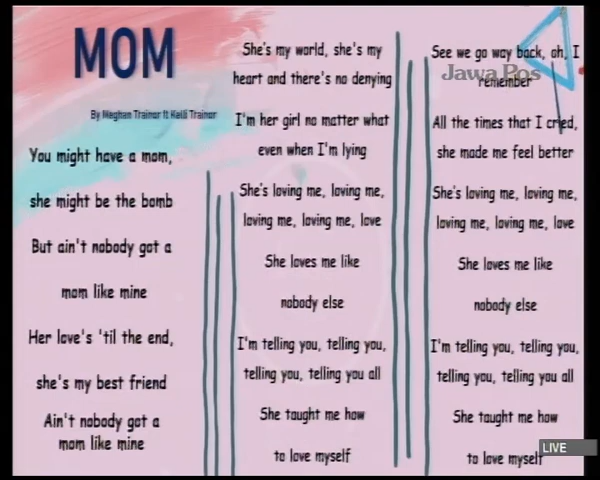 MOM
By Meghan Trainor ft Kelli Trainor
You might have a mom,
she might be the bomb
But ain't nobody got a
mom like mine
Her love's 'til the end,
she's my best friend
Ain't nobody got a
mom like mine
She's my world, she's my
heart and there's no denying
I'm her girl no matter what
even when I'm lying
She's loving me, loving me,
loving me, loving me, love
She loves me like
nobody else
I'm telling you, telling you,
telling you, telling you all
She taught me how
to love myself
See we go way back, oh, I
remember
All the times that I cried,
she made me feel better
She's loving me, loving me,
loving me, loving me, love
She loves me like
nobody else
I'm telling you, telling you,
telling you, telling you all
She taught me how
to love myself
Jawa Pos
LIVE